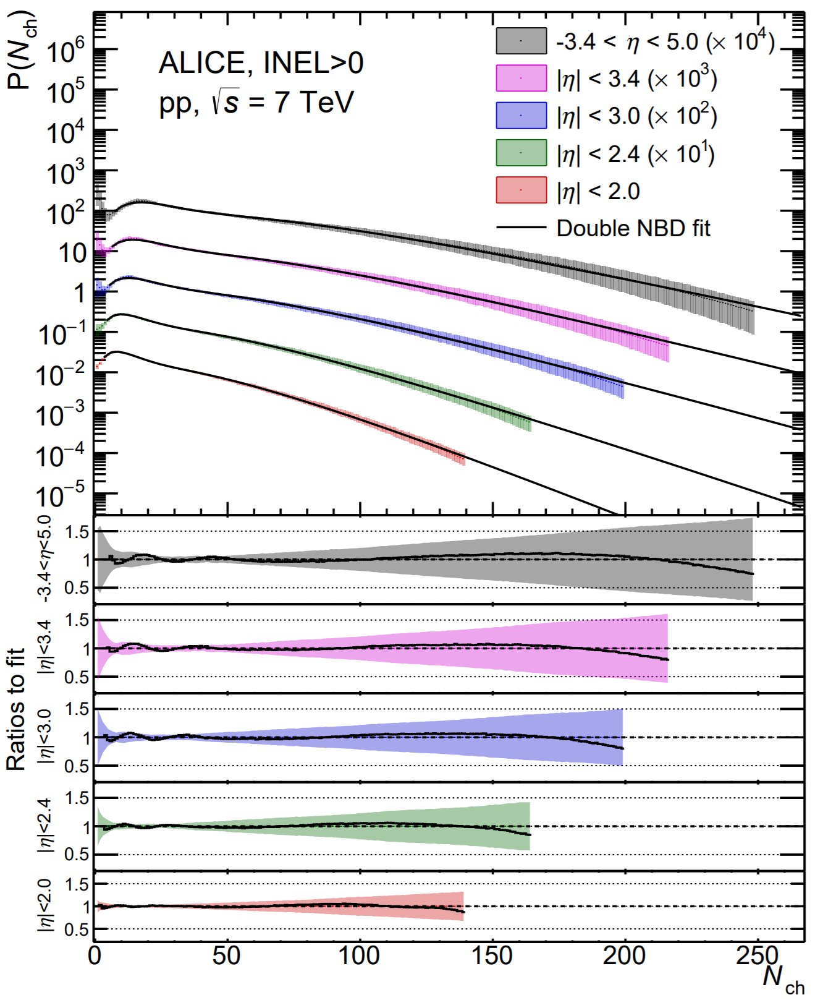 P(N_ch)
ALICE, INEL>0
pp, √s = 7 TeV
-3.4 < η < 5.0 (× 10^4)
|η| < 3.4 (× 10^3)
|η| < 3.0 (× 10^2)
|η| < 2.4 (× 10^1)
|η| < 2.0
Double NBD fit
10^6
10^5
10^4
10^3
10^2
10
1
10^−1
10^−2
10^−3
10^−4
10^−5
Ratios to fit
-3.4<η<5.0
1.5
1
0.5
|η|<3.4
1.5
1
0.5
|η|<3.0
1.5
1
0.5
|η|<2.4
1.5
1
0.5
|η|<2.0
1.5
1
0.5
0 50 100 150 200 250
N_ch